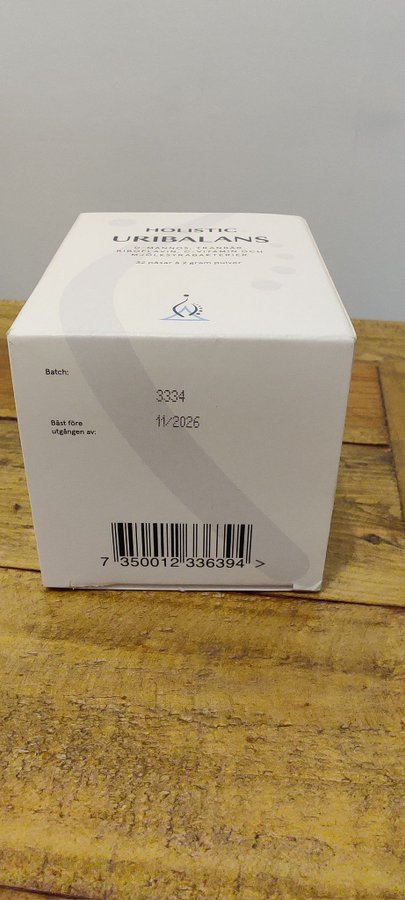 HOLISTIC
URIBALANS
D-MANNOS, TRANBÄR,
RIBOFLAVIN, C-VITAMIN OCH
MJÖLKSYRABAKTERIER
32 påsar à 2 gram pulver
Batch:
3334
Bäst före
utgången av:
11/2026
7 350012 336394 >